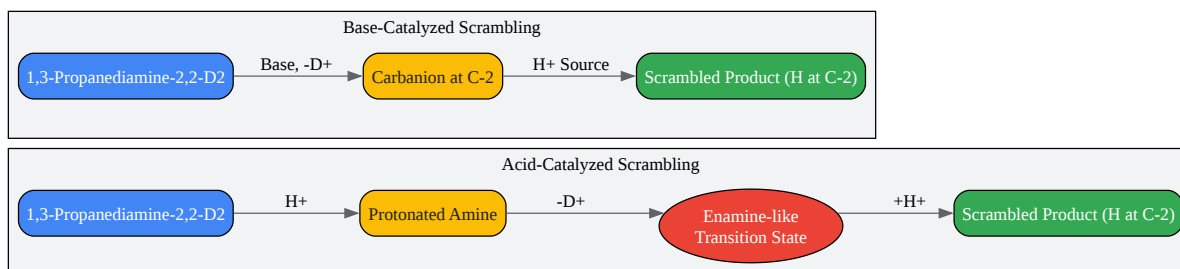 Base-Catalyzed Scrambling
1,3-Propanediamine-2,2-D2
Base, -D+
Carbanion at C-2
H+ Source
Scrambled Product (H at C-2)
Acid-Catalyzed Scrambling
1,3-Propanediamine-2,2-D2
H+
Protonated Amine
-D+
Enamine-like
Transition State
+H+
Scrambled Product (H at C-2)